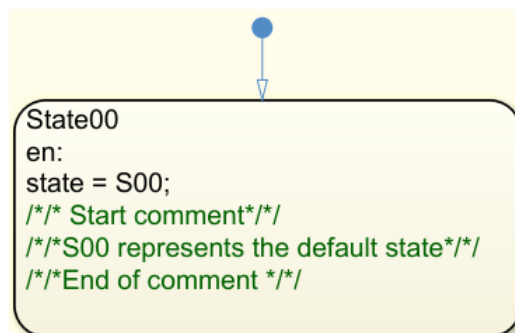 State00
en:
state = S00;
/*/* Start comment*/*/
/*/*S00 represents the default state*/*/
/*/*End of comment */*/